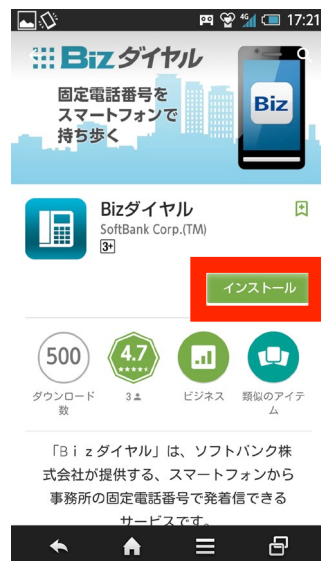 46 17:21
Bizダイヤル
固定電話番号を
スマートフォンで
持ち歩く
Biz
Bizダイヤル
SoftBank Corp.(TM)
3+
インストール
500
4.7
ダウンロード
数
3
ビジネス
類似のアイテ
ム
「Ｂｉｚダイヤル」は、ソフトバンク株
式会社が提供する、スマートフォンから
事務所の固定電話番号で発着信できる
サービスです。